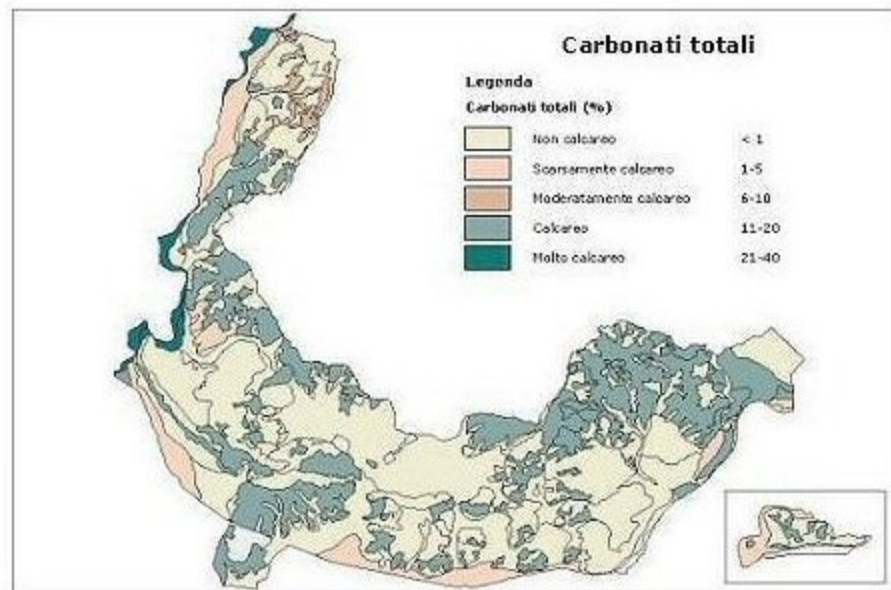 Carbonati totali
Legenda
Carbonati totali (%)
Non calcareo < 1
Scarsamente calcareo 1-5
Moderatamente calcareo 6-10
Calcareo 11-20
Molto calcareo 21-40